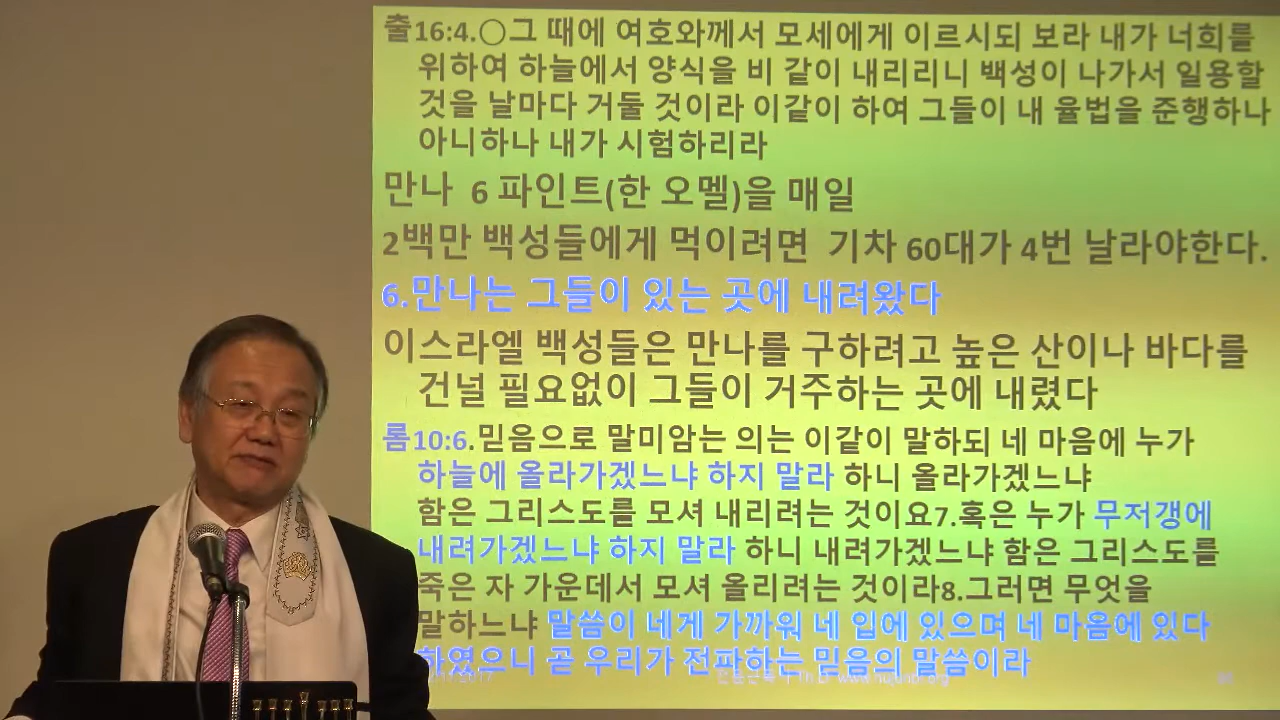 출16:4.○그 때에 여호와께서 모세에게 이르시되 보라 내가 너희를
위하여 하늘에서 양식을 비 같이 내리리니 백성이 나가서 일용할
것을 날마다 거둘 것이라 이같이 하여 그들이 내 율법을 준행하나
아니하나 내가 시험하리라
만나 6 파인트(한 오멜)을 매일
2백만 백성들에게 먹이려면 기차 60대가 4번 날라야한다.
6.만나는 그들이 있는 곳에 내려왔다
이스라엘 백성들은 만나를 구하려고 높은 산이나 바다를
건널 필요없이 그들이 거주하는 곳에 내렸다
롬10:6.믿음으로 말미암는 의는 이같이 말하되 네 마음에 누가
하늘에 올라가겠느냐 하지 말라 하니 올라가겠느냐
함은 그리스도를 모셔 내리려는 것이요7.혹은 누가 무저갱에
내려가겠느냐 하지 말라 하니 내려가겠느냐 함은 그리스도를
죽은 자 가운데서 모셔 올리려는 것이라8.그러면 무엇을
말하느냐 말씀이 네게 가까워 네 입에 있으며 네 마음에 있다
하였으니 곧 우리가 전파하는 믿음의 말씀이라